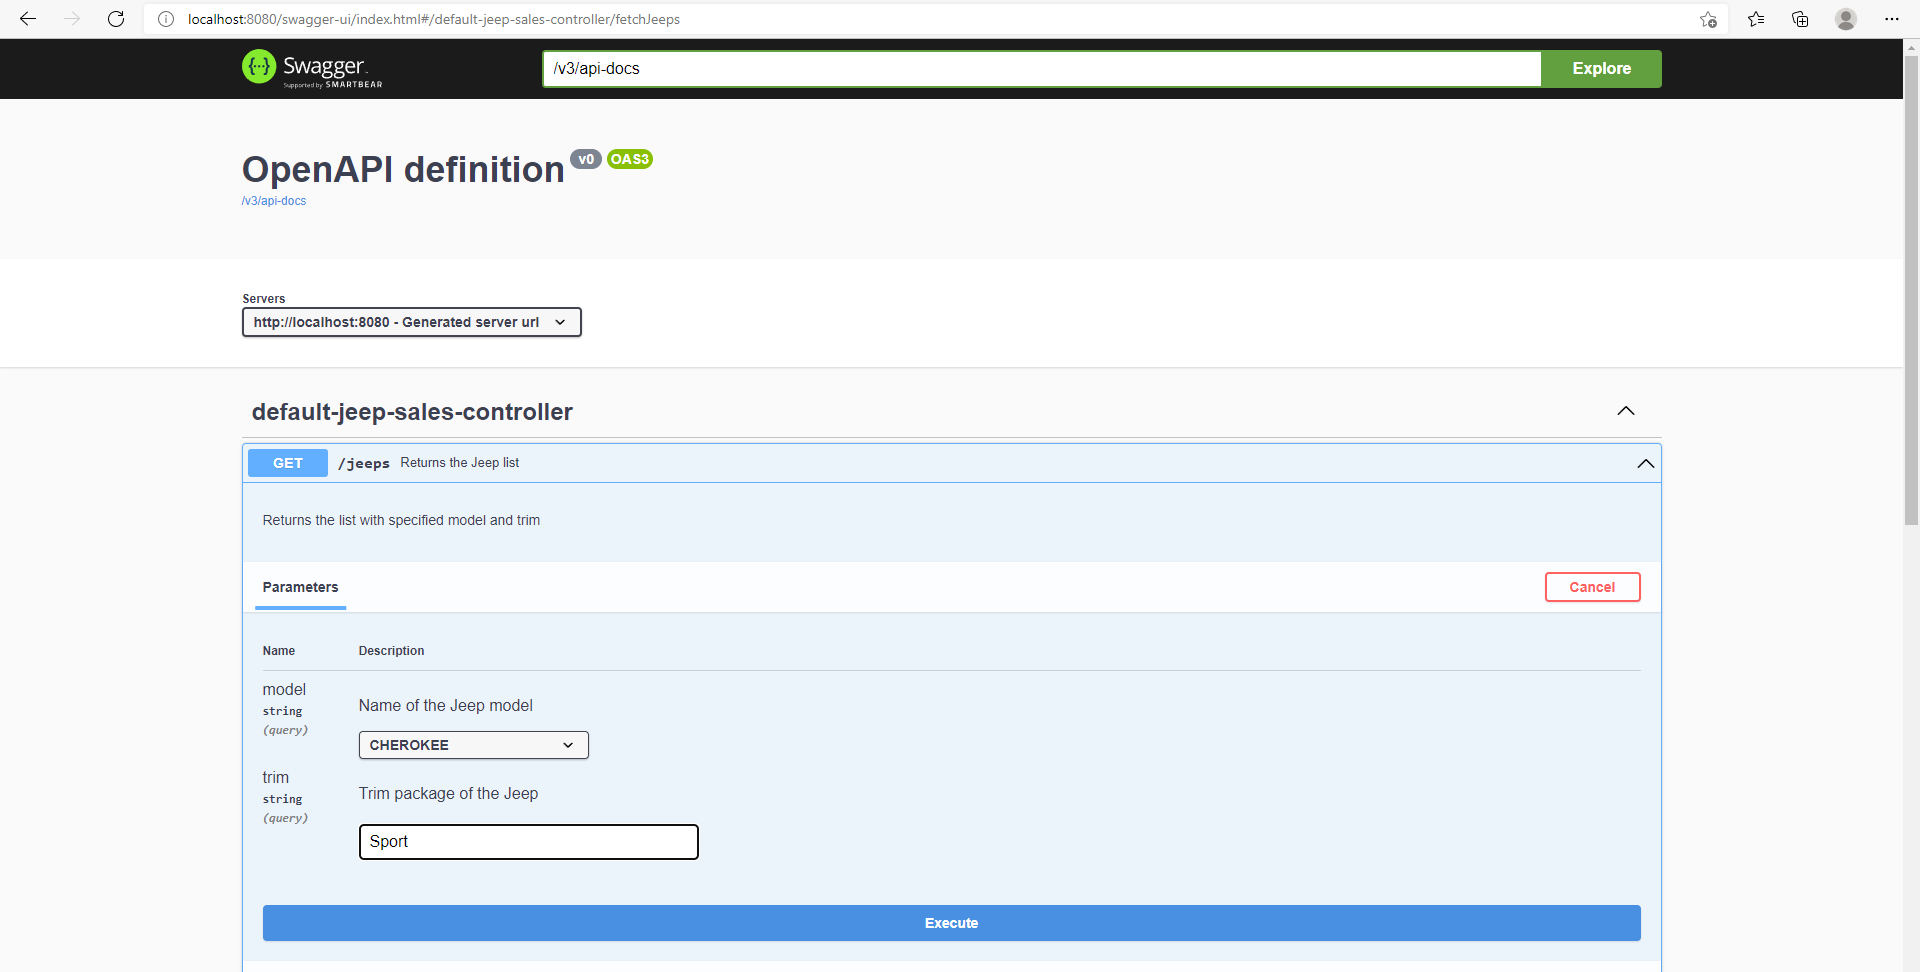 localhost:8080/swagger-ui/index.html#/default-jeep-sales-controller/fetchJeeps
Swagger.
Supported by SMARTBEAR
/v3/api-docs
Explore
OpenAPI definition v0 OAS3
/v3/api-docs
Servers
http://localhost:8080 - Generated server url
default-jeep-sales-controller
GET /jeeps Returns the Jeep list
Returns the list with specified model and trim
Parameters
Cancel
Name Description
model
string
(query)
Name of the Jeep model
CHEROKEE
trim
string
(query)
Trim package of the Jeep
Sport
Execute